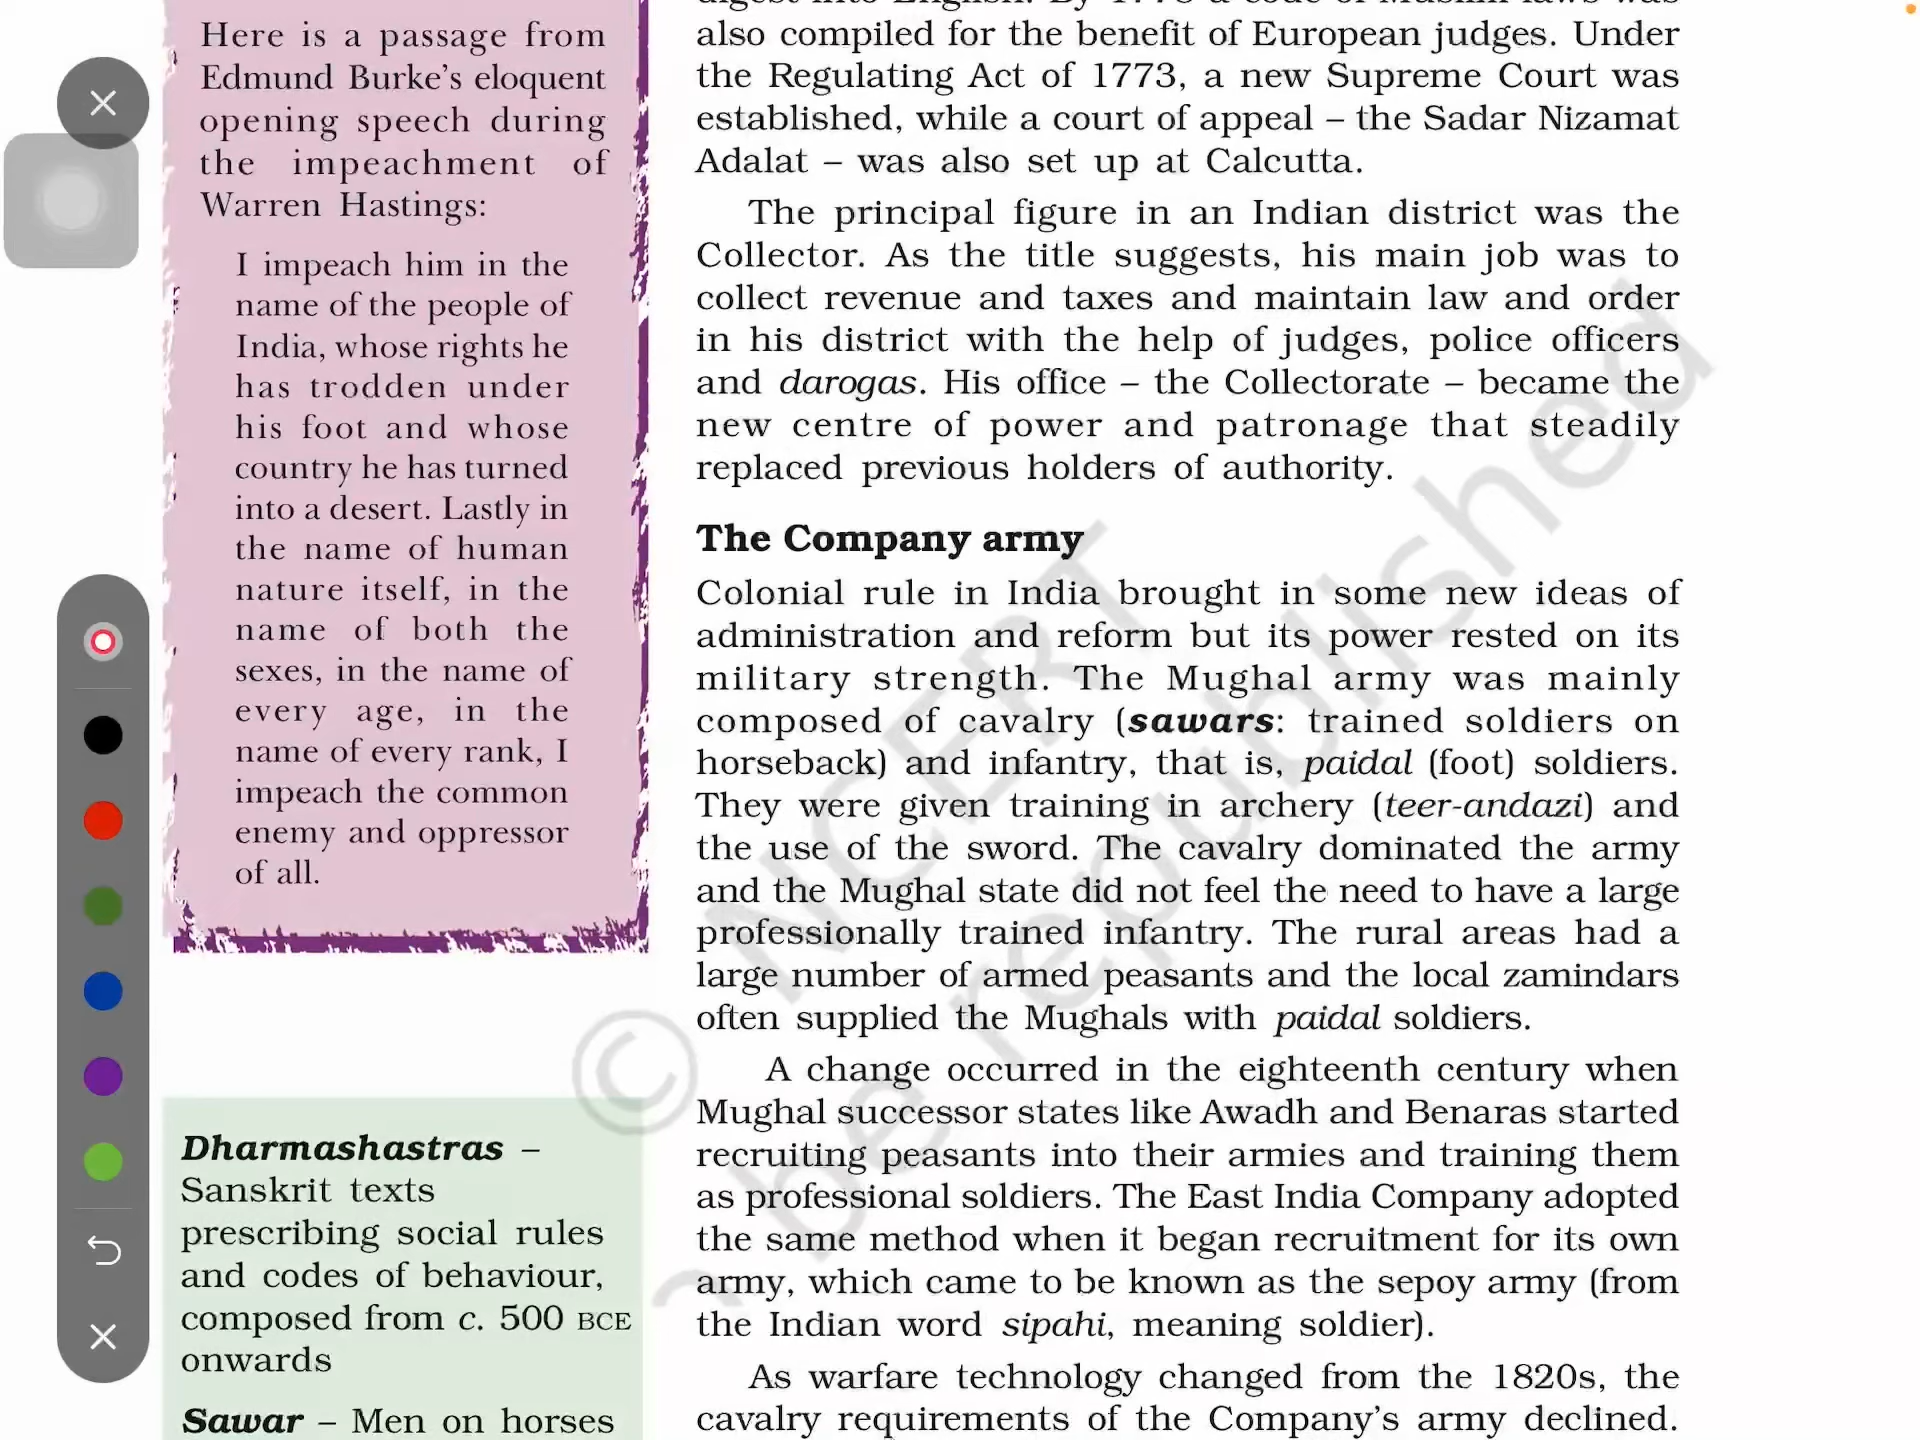 Here is a passage from
Edmund Burke's eloquent
opening speech during
the impeachment of
Warren Hastings:
I impeach him in the
name of the people of
India, whose rights he
has trodden under
his foot and whose
country he has turned
into a desert. Lastly in
the name of human
nature itself, in the
name of both the
sexes, in the name of
every age, in the
name of every rank, I
impeach the common
enemy and oppressor
of all.
Dharmashastras –
Sanskrit texts
prescribing social rules
and codes of behaviour,
composed from c. 500 BCE
onwards
Sawar – Men on horses
also compiled for the benefit of European judges. Under
the Regulating Act of 1773, a new Supreme Court was
established, while a court of appeal – the Sadar Nizamat
Adalat – was also set up at Calcutta.
The principal figure in an Indian district was the
Collector. As the title suggests, his main job was to
collect revenue and taxes and maintain law and order
in his district with the help of judges, police officers
and darogas. His office – the Collectorate – became the
new centre of power and patronage that steadily
replaced previous holders of authority.
The Company army
Colonial rule in India brought in some new ideas of
administration and reform but its power rested on its
military strength. The Mughal army was mainly
composed of cavalry (sawars: trained soldiers on
horseback) and infantry, that is, paidal (foot) soldiers.
They were given training in archery (teer-andazi) and
the use of the sword. The cavalry dominated the army
and the Mughal state did not feel the need to have a large
professionally trained infantry. The rural areas had a
large number of armed peasants and the local zamindars
often supplied the Mughals with paidal soldiers.
A change occurred in the eighteenth century when
Mughal successor states like Awadh and Benaras started
recruiting peasants into their armies and training them
as professional soldiers. The East India Company adopted
the same method when it began recruitment for its own
army, which came to be known as the sepoy army (from
the Indian word sipahi, meaning soldier).
As warfare technology changed from the 1820s, the
cavalry requirements of the Company's army declined.
© NCERT
be republished